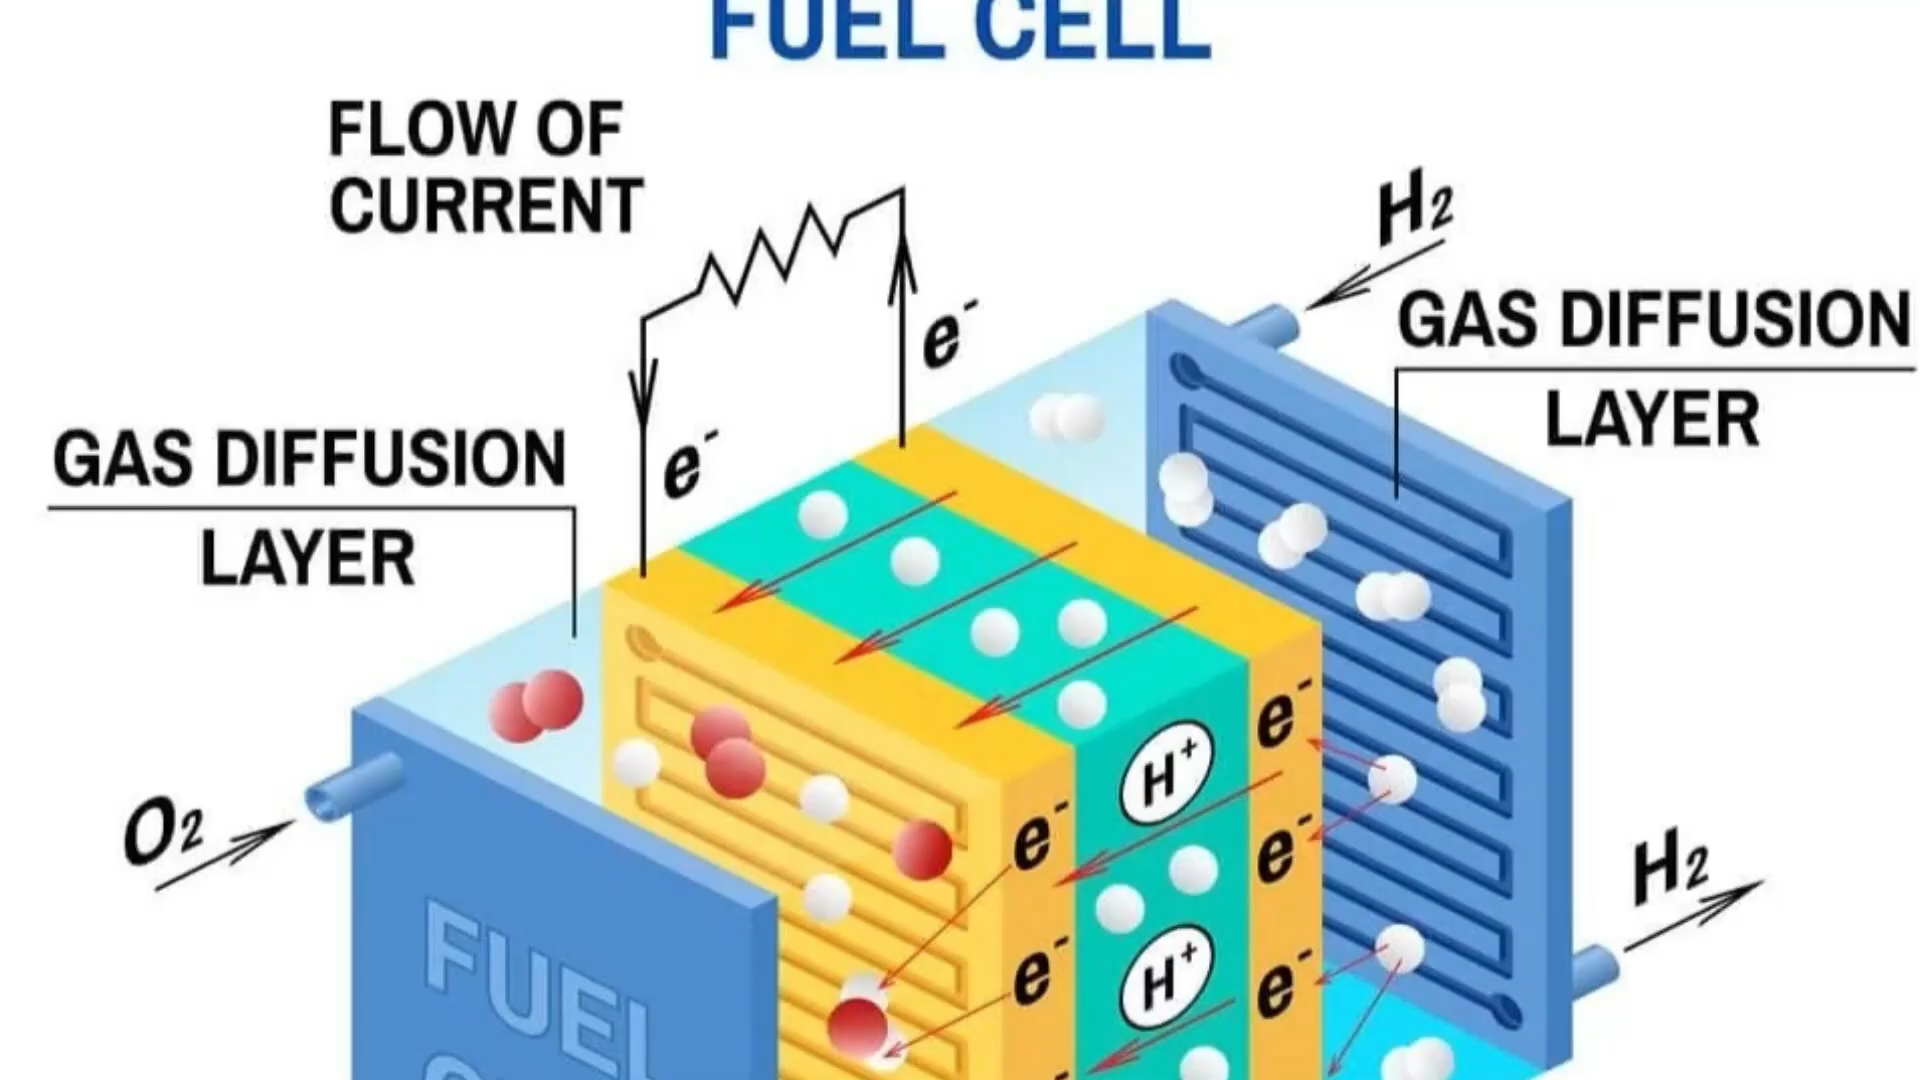 FUEL CELL
FLOW OF
CURRENT
H2
GAS DIFFUSION
LAYER
e-
e-
GAS DIFFUSION
LAYER
O2
H2
H+
H+
e-
e-
e-
e-
e-
FUEL